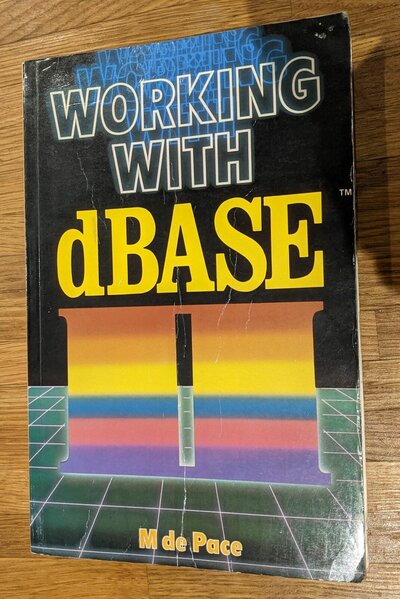 WORKING
WITH
dBASE™
II
M de Pace